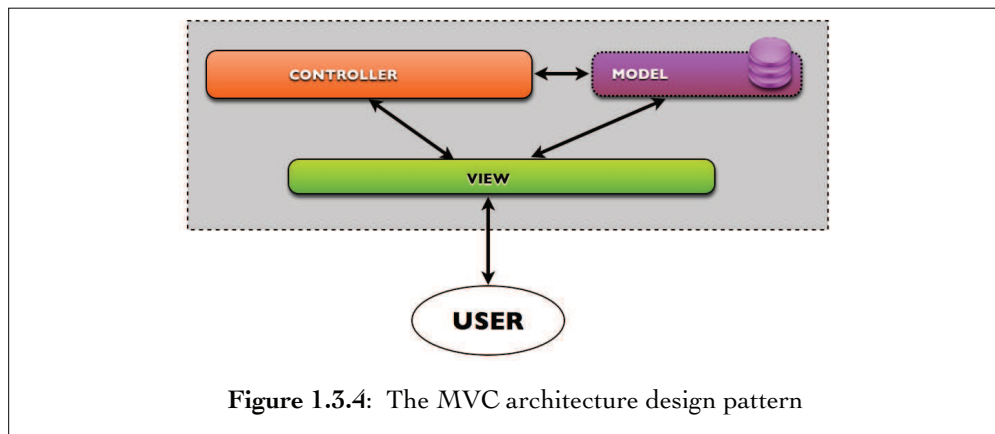 CONTROLLER
MODEL
VIEW
USER
Figure 1.3.4: The MVC architecture design pattern